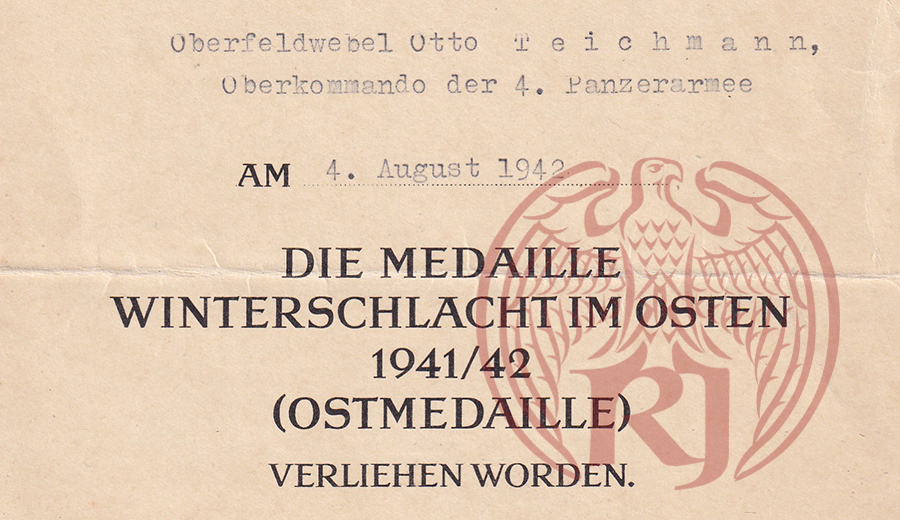 Oberfeldwebel Otto T e i c h m a n n,
Oberkommando der 4. Panzerarmee
AM 4. August 1942
DIE MEDAILLE
WINTERSCHLACHT IM OSTEN
1941/42
(OSTMEDAILLE)
VERLIEHEN WORDEN.
RJ